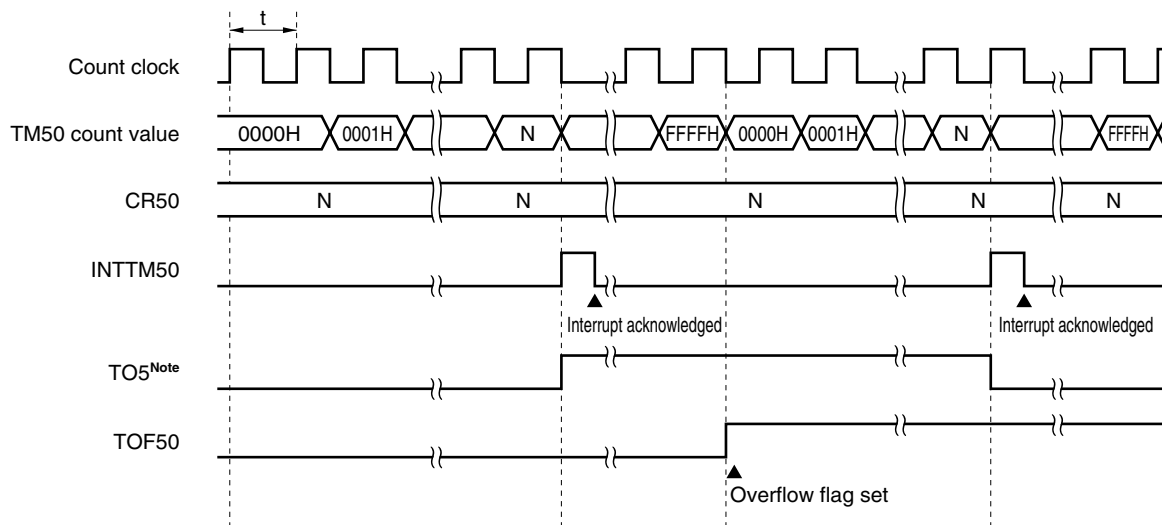 t
Count clock
TM50 count value 0000H 0001H N FFFFH 0000H 0001H N FFFFH
CR50 N N N N N
INTTM50
Interrupt acknowledged Interrupt acknowledged
TO5Note
TOF50
Overflow flag set